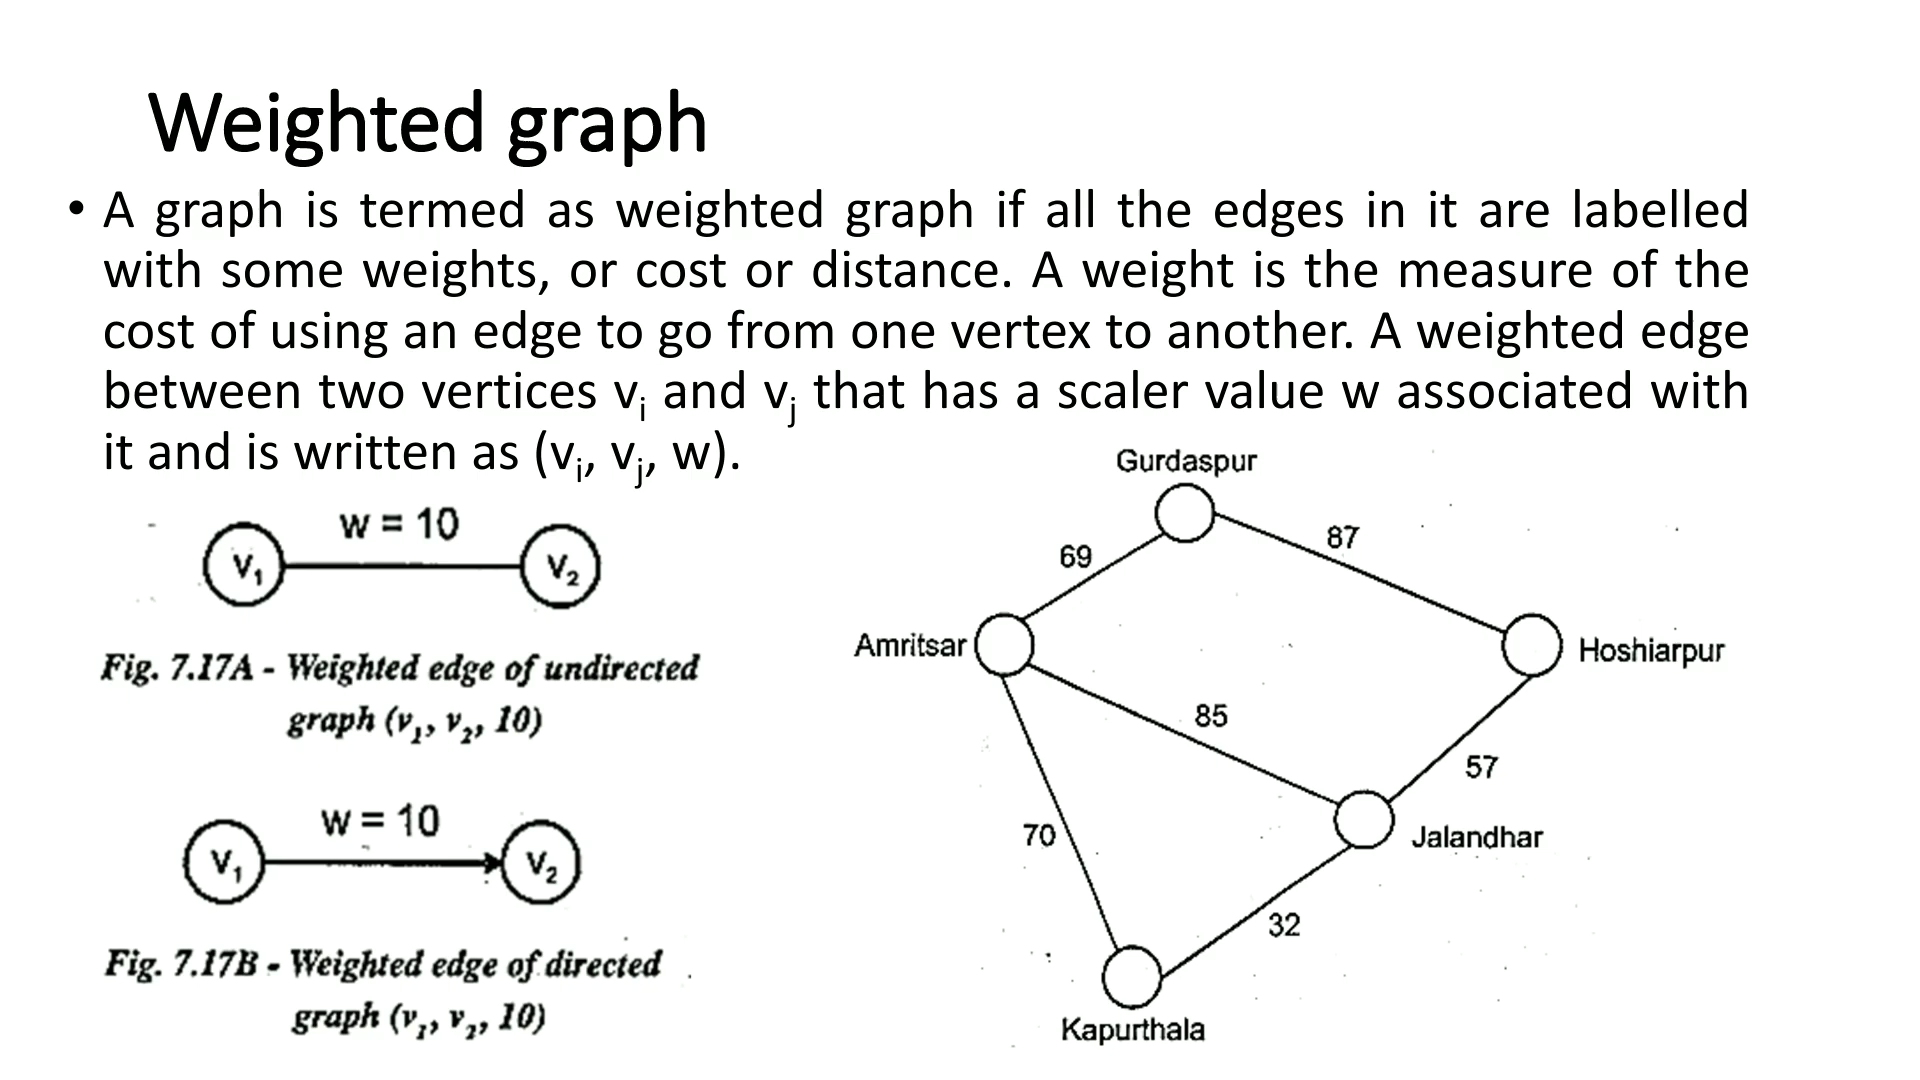 Weighted graph
• A graph is termed as weighted graph if all the edges in it are labelled
with some weights, or cost or distance. A weight is the measure of the
cost of using an edge to go from one vertex to another. A weighted edge
between two vertices vᵢ and vⱼ that has a scaler value w associated with
it and is written as (vᵢ, vⱼ, w).
w = 10
V₁ V₂
Fig. 7.17A - Weighted edge of undirected
graph (v₁, v₂, 10)
w = 10
V₁ V₂
Fig. 7.17B - Weighted edge of directed
graph (v₁, v₂, 10)
Gurdaspur
87
69
Amritsar
Hoshiarpur
85
57
70
Jalandhar
32
Kapurthala